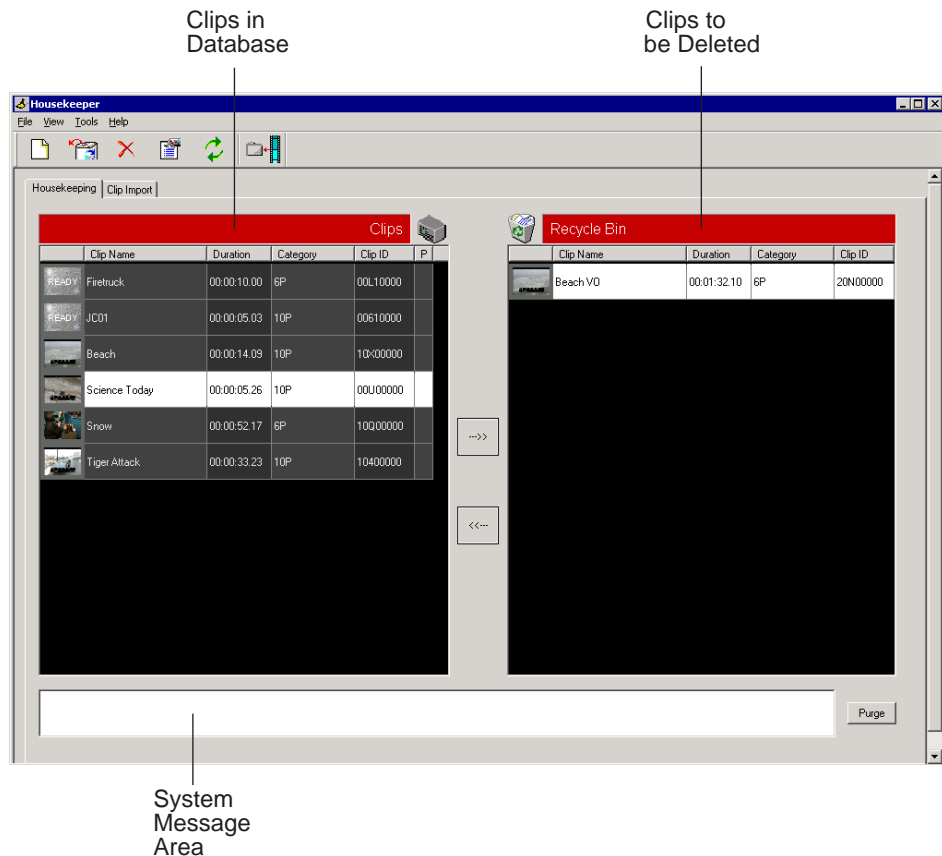 Clips in
Database
Clips to
be Deleted
Housekeeper
File View Tools Help
Housekeeping Clip Import
Clips
Clip Name Duration Category Clip ID P
READY Firetruck 00:00:10.00 6P 00L10000
READY JC01 00:00:05.03 10P 00610000
Beach 00:00:14.09 10P 10X00000
Science Today 00:00:05.26 10P 00U00000
Snow 00:00:52.17 6P 10Q00000
Tiger Attack 00:00:33.23 10P 10400000
--->>
<<---
Recycle Bin
Clip Name Duration Category Clip ID
Beach VO 00:01:32.10 6P 20N00000
Purge
System
Message
Area